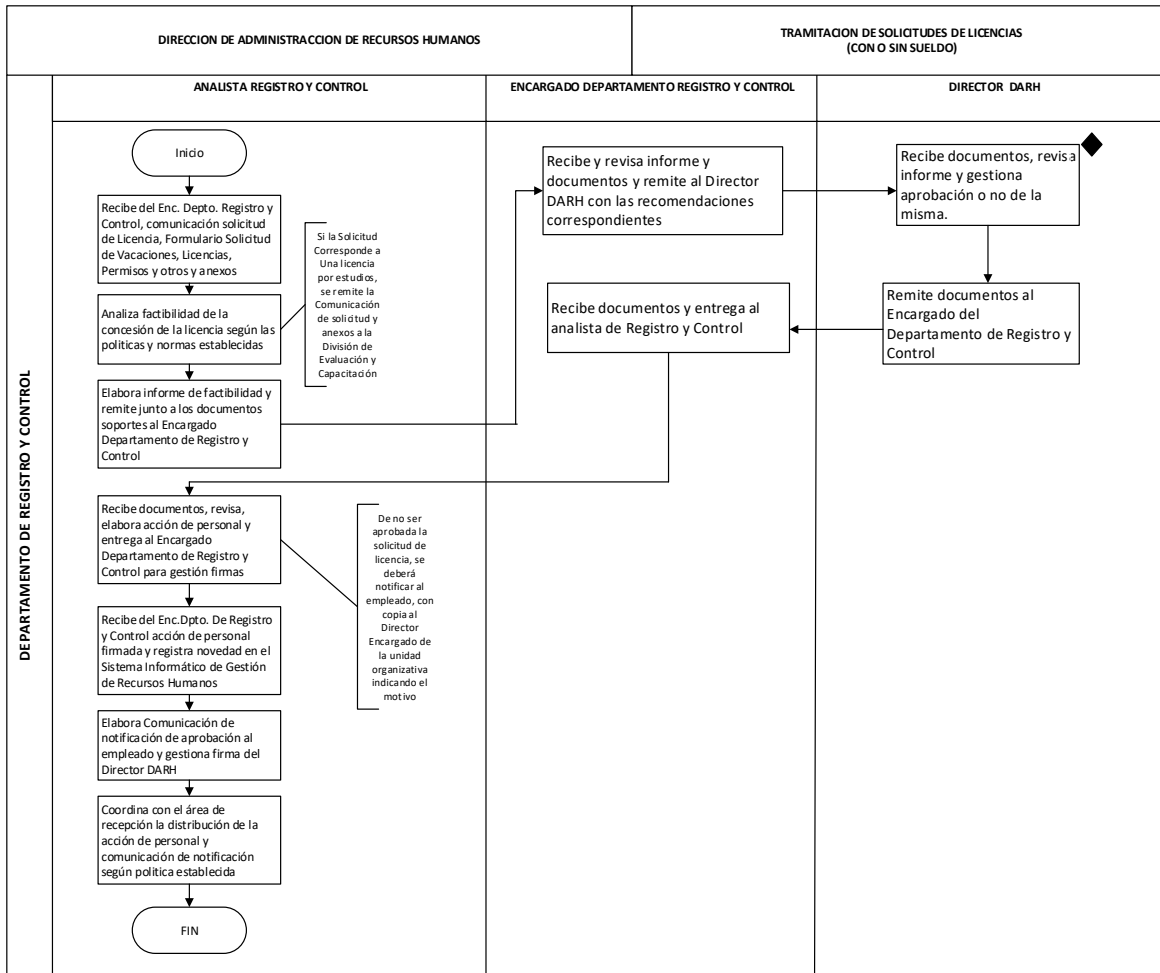 DIRECCION DE ADMINISTRACCION DE RECURSOS HUMANOS
TRAMITACION DE SOLICITUDES DE LICENCIAS
(CON O SIN SUELDO)
DEPARTAMENTO DE REGISTRO Y CONTROL
ANALISTA REGISTRO Y CONTROL
ENCARGADO DEPARTAMENTO REGISTRO Y CONTROL
DIRECTOR DARH
Inicio
Recibe del Enc. Depto. Registro y
Control, comunicación solicitud
de Licencia, Formulario Solicitud
de Vacaciones, Licencias,
Permisos y otros y anexos
Analiza factibilidad de la
concesión de la licencia según las
politicas y normas establecidas
Si la Solicitud
Corresponde a
Una licencia
por estudios,
se remite la
Comunicación
de solicitud y
anexos a la
División de
Evaluación y
Capacitación
Elabora informe de factibilidad y
remite junto a los documentos
soportes al Encargado
Departamento de Registro y
Control
Recibe y revisa informe y
documentos y remite al Director
DARH con las recomendaciones
correspondientes
Recibe documentos, revisa
informe y gestiona
aprobación o no de la
misma.
Remite documentos al
Encargado del
Departamento de Registro y
Control
Recibe documentos y entrega al
analista de Registro y Control
Recibe documentos, revisa,
elabora acción de personal y
entrega al Encargado
Departamento de Registro y
Control para gestión firmas
De no ser
aprobada la
solicitud de
licencia, se
deberá
notificar al
empleado, con
copia al
Director
Encargado de
la unidad
organizativa
indicando el
motivo
Recibe del Enc.Dpto. De Registro
y Control acción de personal
firmada y registra novedad en el
Sistema Informático de Gestión
de Recursos Humanos
Elabora Comunicación de
notificación de aprobación al
empleado y gestiona firma del
Director DARH
Coordina con el área de
recepción la distribución de la
acción de personal y
comunicación de notificación
según politica establecida
FIN